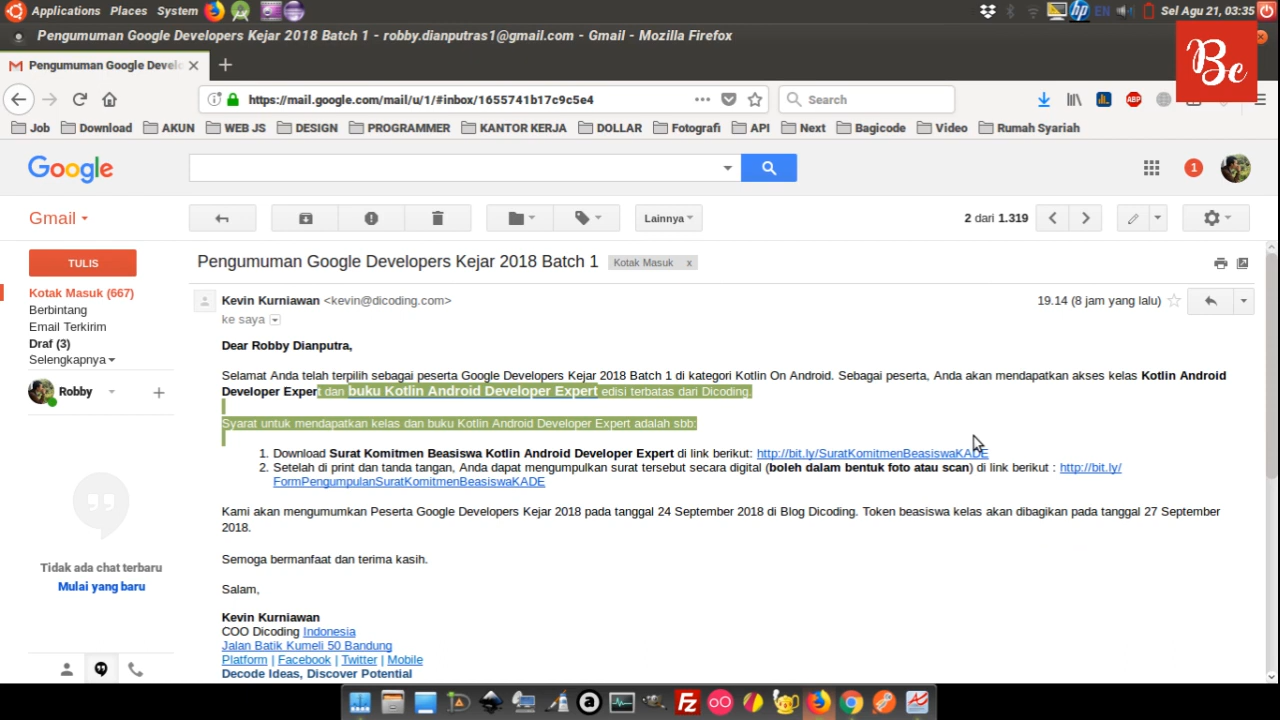 Applications Places System EN Sel Agu 21, 03:35
Pengumuman Google Developers Kejar 2018 Batch 1 - robby.dianputras1@gmail.com - Gmail - Mozilla Firefox
Be
Pengumuman Google Develo
https://mail.google.com/mail/u/1/#inbox/1655741b17c9c5e4 Search ABP
Job Download AKUN WEB JS DESIGN PROGRAMMER KANTOR KERJA DOLLAR Fotografi API Next Bagicode Video Rumah Syariah
Google 1
Gmail Lainnya 2 dari 1.319
TULIS
Kotak Masuk (667)
Berbintang
Email Terkirim
Draf (3)
Selengkapnya
Robby
Tidak ada chat terbaru
Mulai yang baru
Pengumuman Google Developers Kejar 2018 Batch 1 Kotak Masuk x
Kevin Kurniawan <kevin@dicoding.com> 19.14 (8 jam yang lalu)
ke saya
Dear Robby Dianputra,
Selamat Anda telah terpilih sebagai peserta Google Developers Kejar 2018 Batch 1 di kategori Kotlin On Android. Sebagai peserta, Anda akan mendapatkan akses kelas Kotlin Android
Developer Expert dan buku Kotlin Android Developer Expert edisi terbatas dari Dicoding.
Syarat untuk mendapatkan kelas dan buku Kotlin Android Developer Expert adalah sbb:
1. Download Surat Komitmen Beasiswa Kotlin Android Developer Expert di link berikut: http://bit.ly/SuratKomitmenBeasiswaKADE
2. Setelah di print dan tanda tangan, Anda dapat mengumpulkan surat tersebut secara digital (boleh dalam bentuk foto atau scan) di link berikut : http://bit.ly/
FormPengumpulanSuratKomitmenBeasiswaKADE
Kami akan mengumumkan Peserta Google Developers Kejar 2018 pada tanggal 24 September 2018 di Blog Dicoding. Token beasiswa kelas akan dibagikan pada tanggal 27 September
2018.
Semoga bermanfaat dan terima kasih.
Salam,
Kevin Kurniawan
COO Dicoding Indonesia
Jalan Batik Kumeli 50 Bandung
Platform | Facebook | Twitter | Mobile
Decode Ideas, Discover Potential